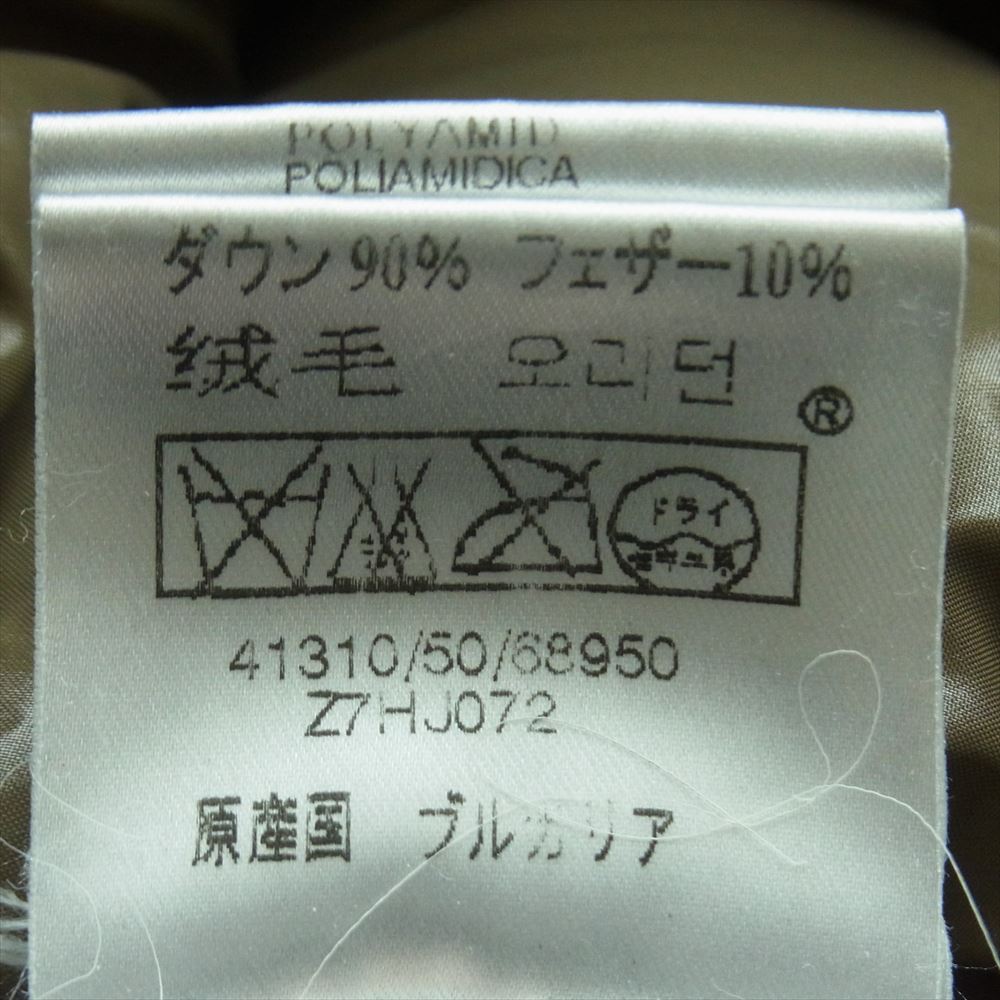 POLYAMID
POLIAMIDICA
ダウン90% フェザー10%
绒毛 오리털
®
ドライ
41310/50/68950
Z7HJ072
原産国 ブルガリア